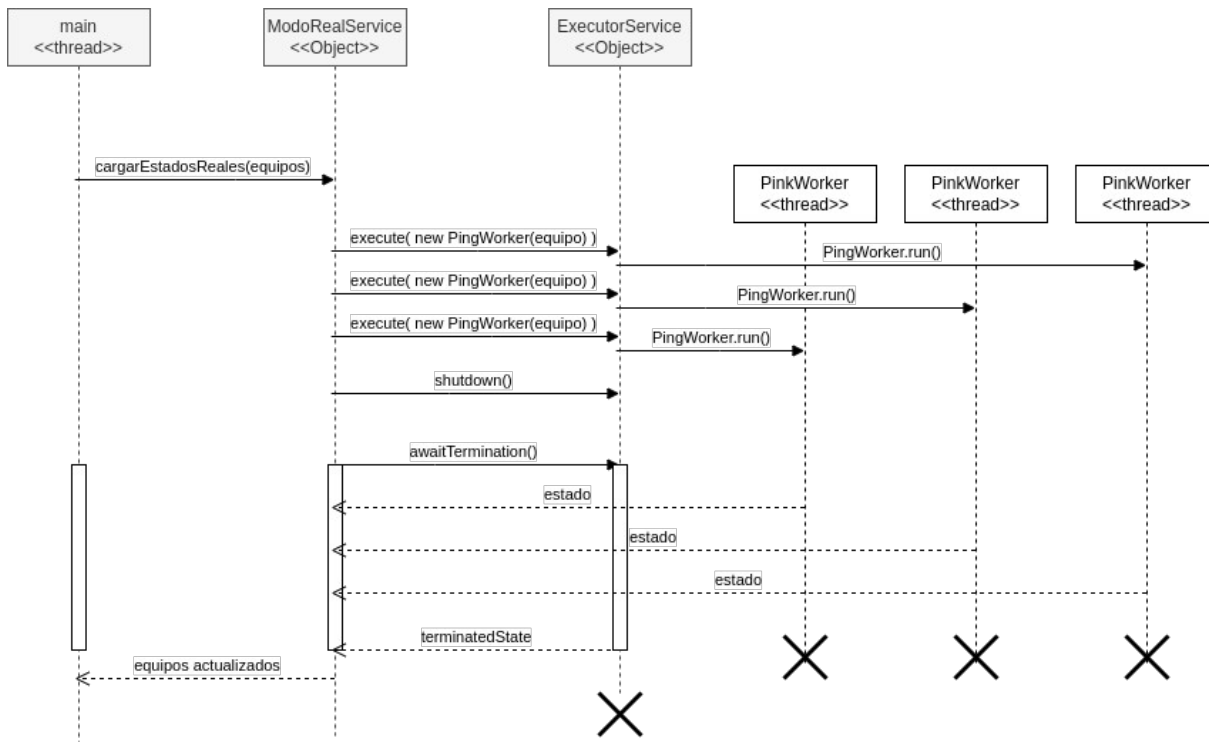 main
<<thread>>
ModoRealService
<<Object>>
ExecutorService
<<Object>>
cargarEstadosReales(equipos)
PinkWorker
<<thread>>
PinkWorker
<<thread>>
PinkWorker
<<thread>>
execute( new PingWorker(equipo) )
PingWorker.run()
execute( new PingWorker(equipo) )
PingWorker.run()
execute( new PingWorker(equipo) )
PingWorker.run()
shutdown()
awaitTermination()
estado
estado
estado
terminatedState
equipos actualizados